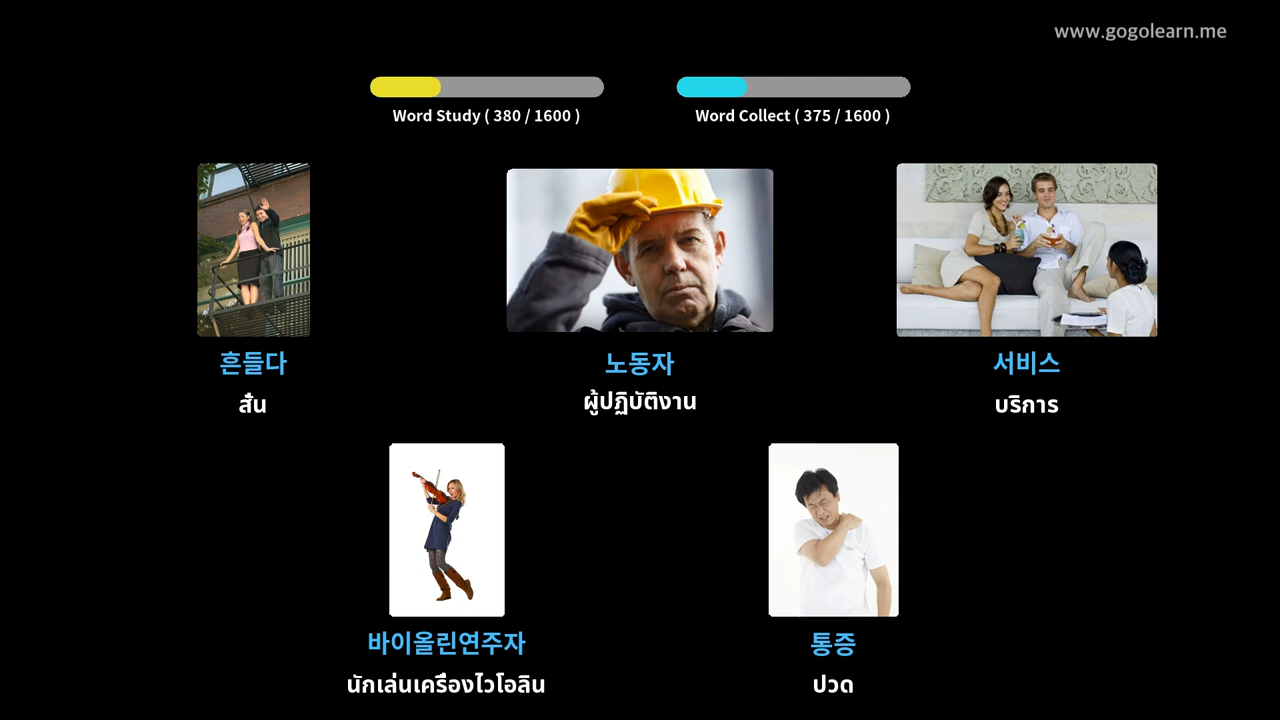 www.gogolearn.me
Word Study ( 380 / 1600 )
Word Collect ( 375 / 1600 )
흔들다
노동자
서비스
สั่น
ผู้ปฏิบัติงาน
บริการ
바이올린연주자
통증
นักเล่นเครื่องไวโอลิน
ปวด